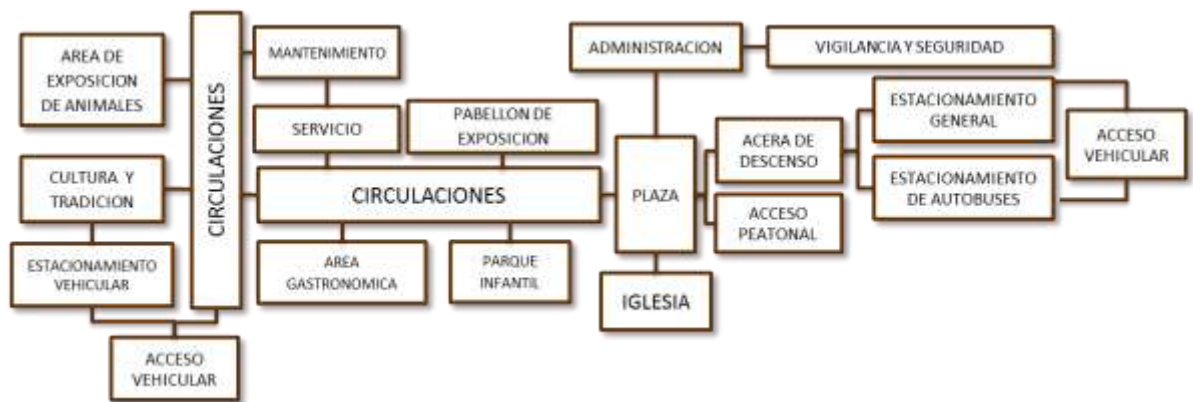 AREA DE
EXPOSICION
DE ANIMALES
CULTURA Y
TRADICION
ESTACIONAMIENTO
VEHICULAR
ACCESO
VEHICULAR
CIRCULACIONES
MANTENIMIENTO
SERVICIO
PABELLON DE
EXPOSICION
CIRCULACIONES
AREA
GASTRONOMICA
PARQUE
INFANTIL
ADMINISTRACION
VIGILANCIA Y SEGURIDAD
PLAZA
IGLESIA
ACERA DE
DESCENSO
ACCESO
PEATONAL
ESTACIONAMIENTO
GENERAL
ESTACIONAMIENTO
DE AUTOBUSES
ACCESO
VEHICULAR